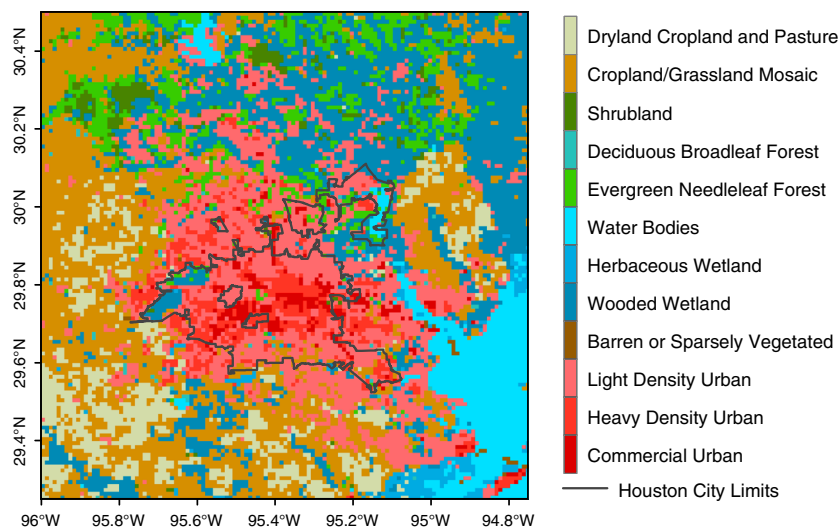 30.4°N
30.2°N
30°N
29.8°N
29.6°N
29.4°N
96°W 95.8°W 95.6°W 95.4°W 95.2°W 95°W 94.8°W
Dryland Cropland and Pasture
Cropland/Grassland Mosaic
Shrubland
Deciduous Broadleaf Forest
Evergreen Needleleaf Forest
Water Bodies
Herbaceous Wetland
Wooded Wetland
Barren or Sparsely Vegetated
Light Density Urban
Heavy Density Urban
Commercial Urban
Houston City Limits